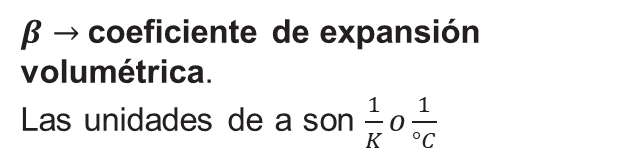 β → coeficiente de expansión
volumétrica.
Las unidades de a son 1/K o 1/°C